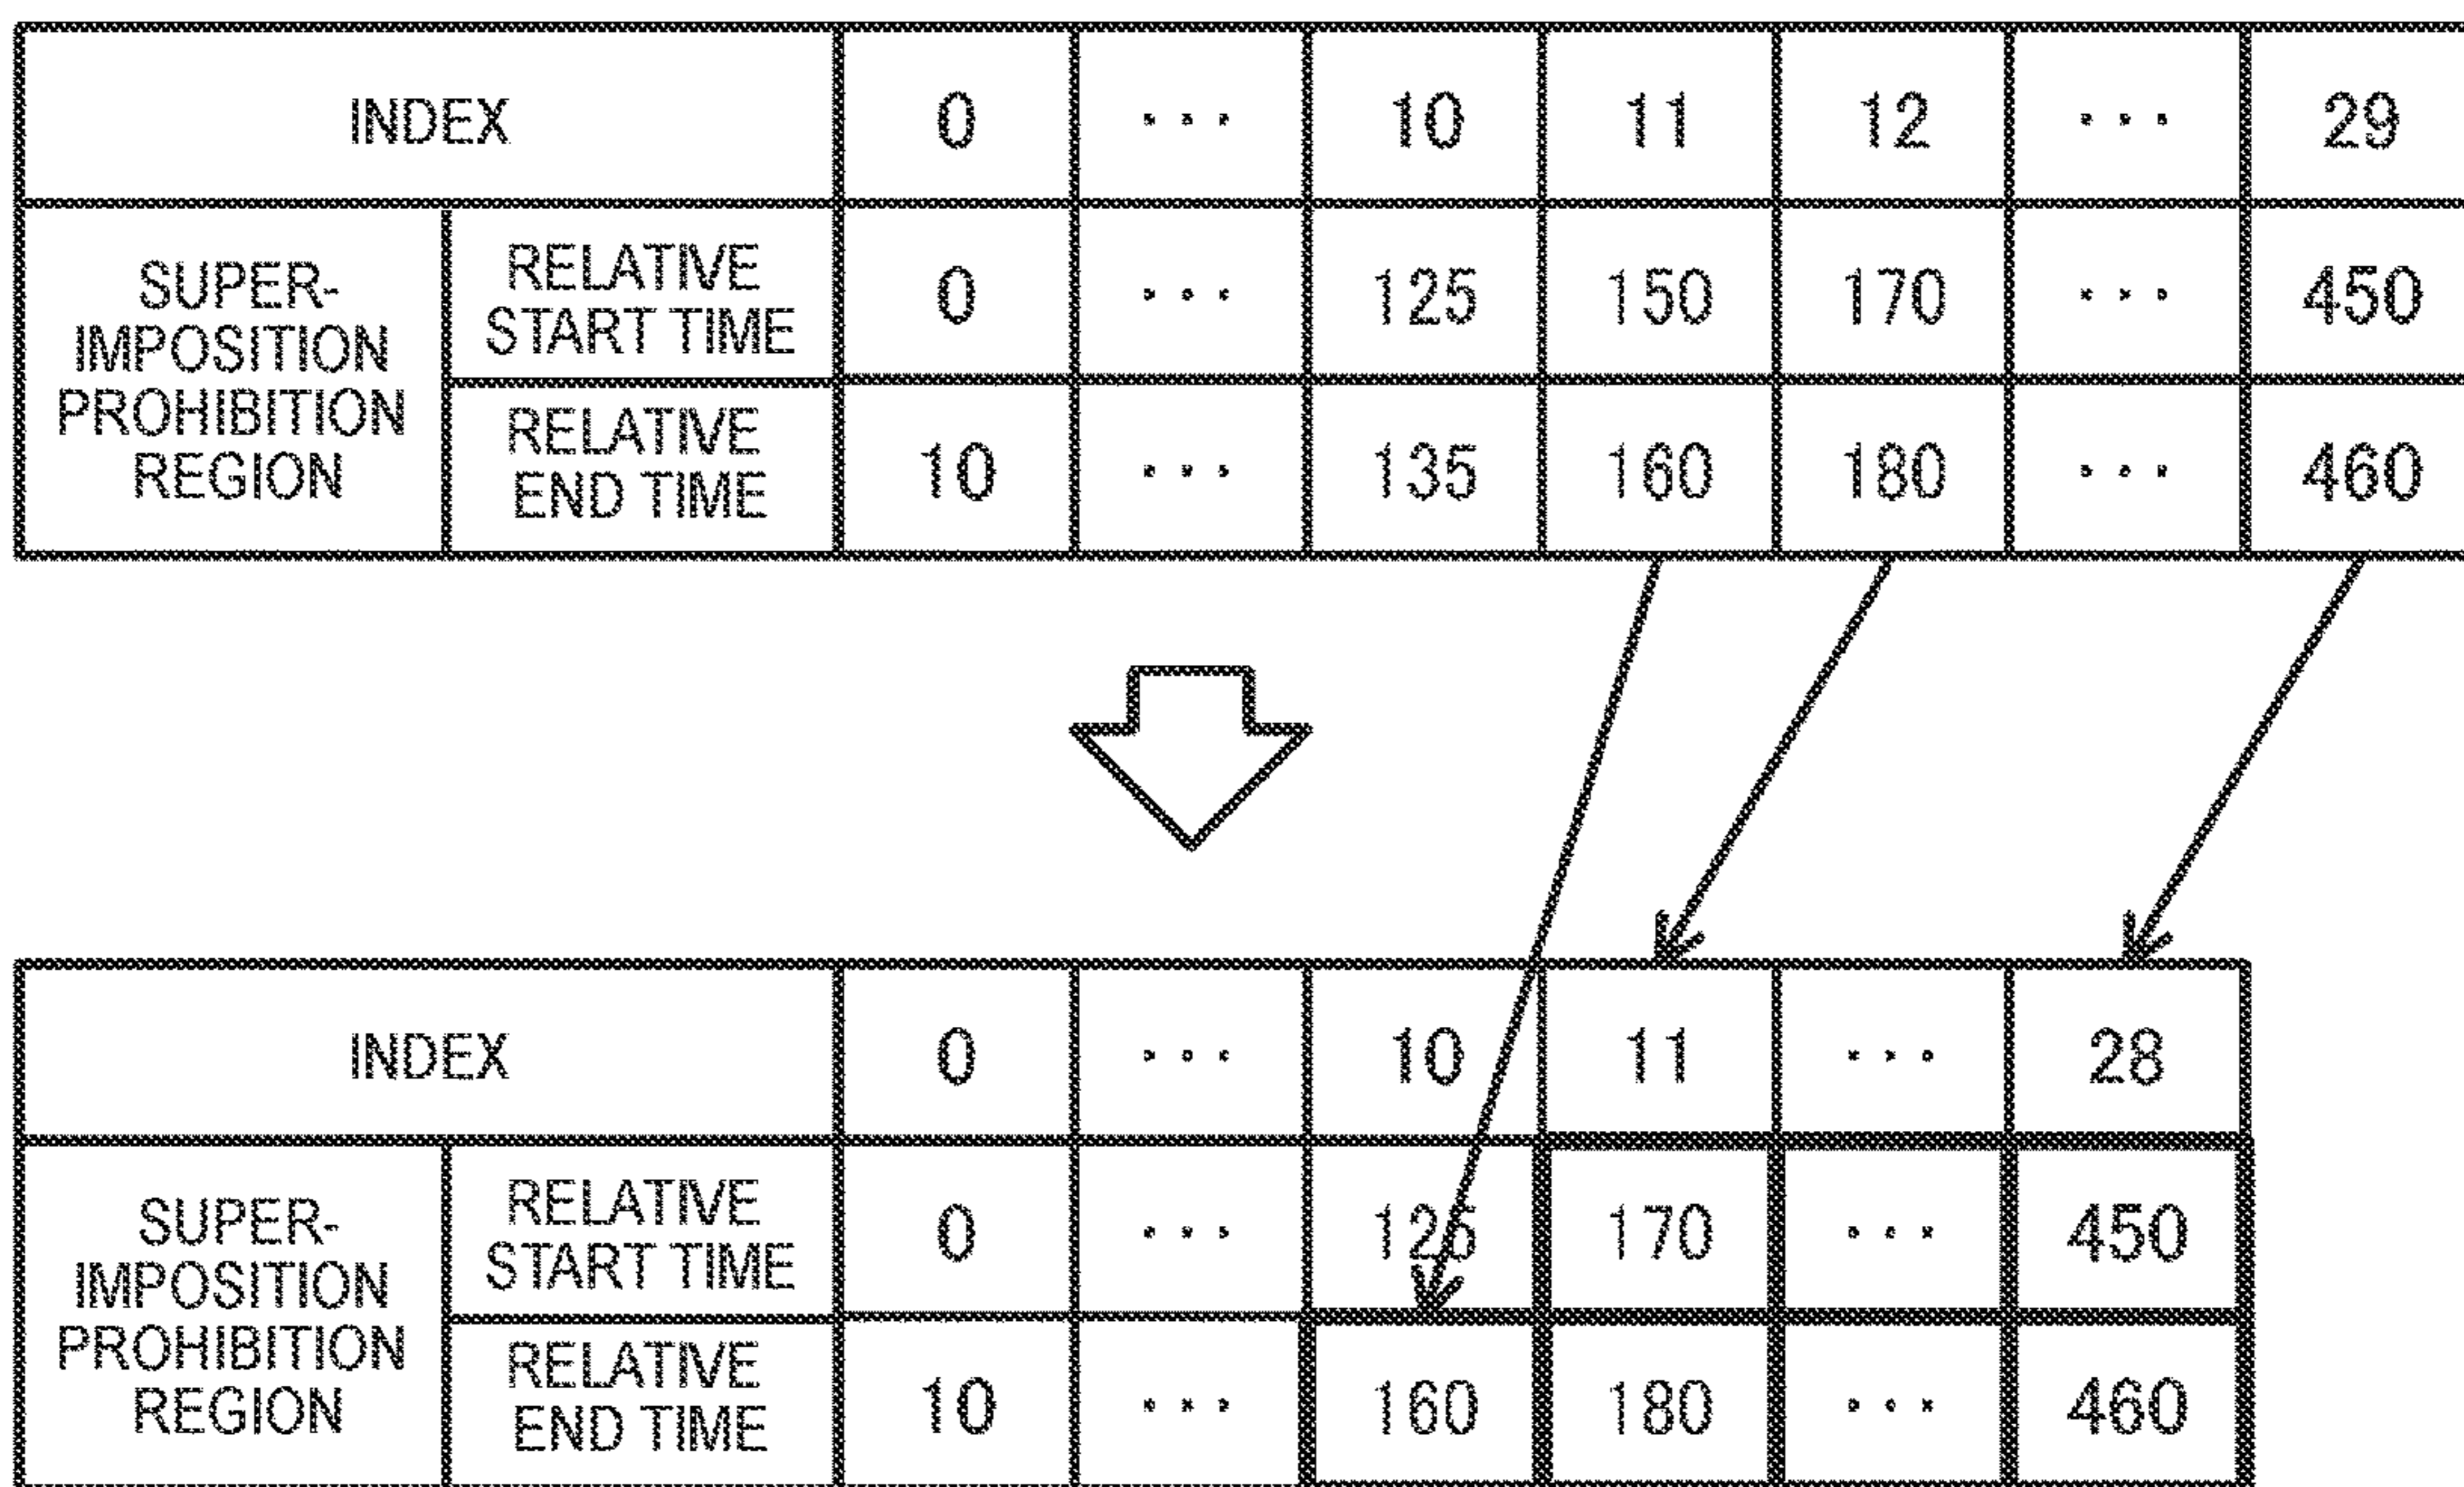 INDEX 0 ... 10 11 12 ... 29
SUPER-
IMPOSITION
PROHIBITION
REGION
RELATIVE
START TIME
0 ... 125 150 170 ... 450
RELATIVE
END TIME
10 ... 135 160 180 ... 460
INDEX 0 ... 10 11 ... 28
SUPER-
IMPOSITION
PROHIBITION
REGION
RELATIVE
START TIME
0 ... 125 170 ... 450
RELATIVE
END TIME
10 ... 160 180 ... 460